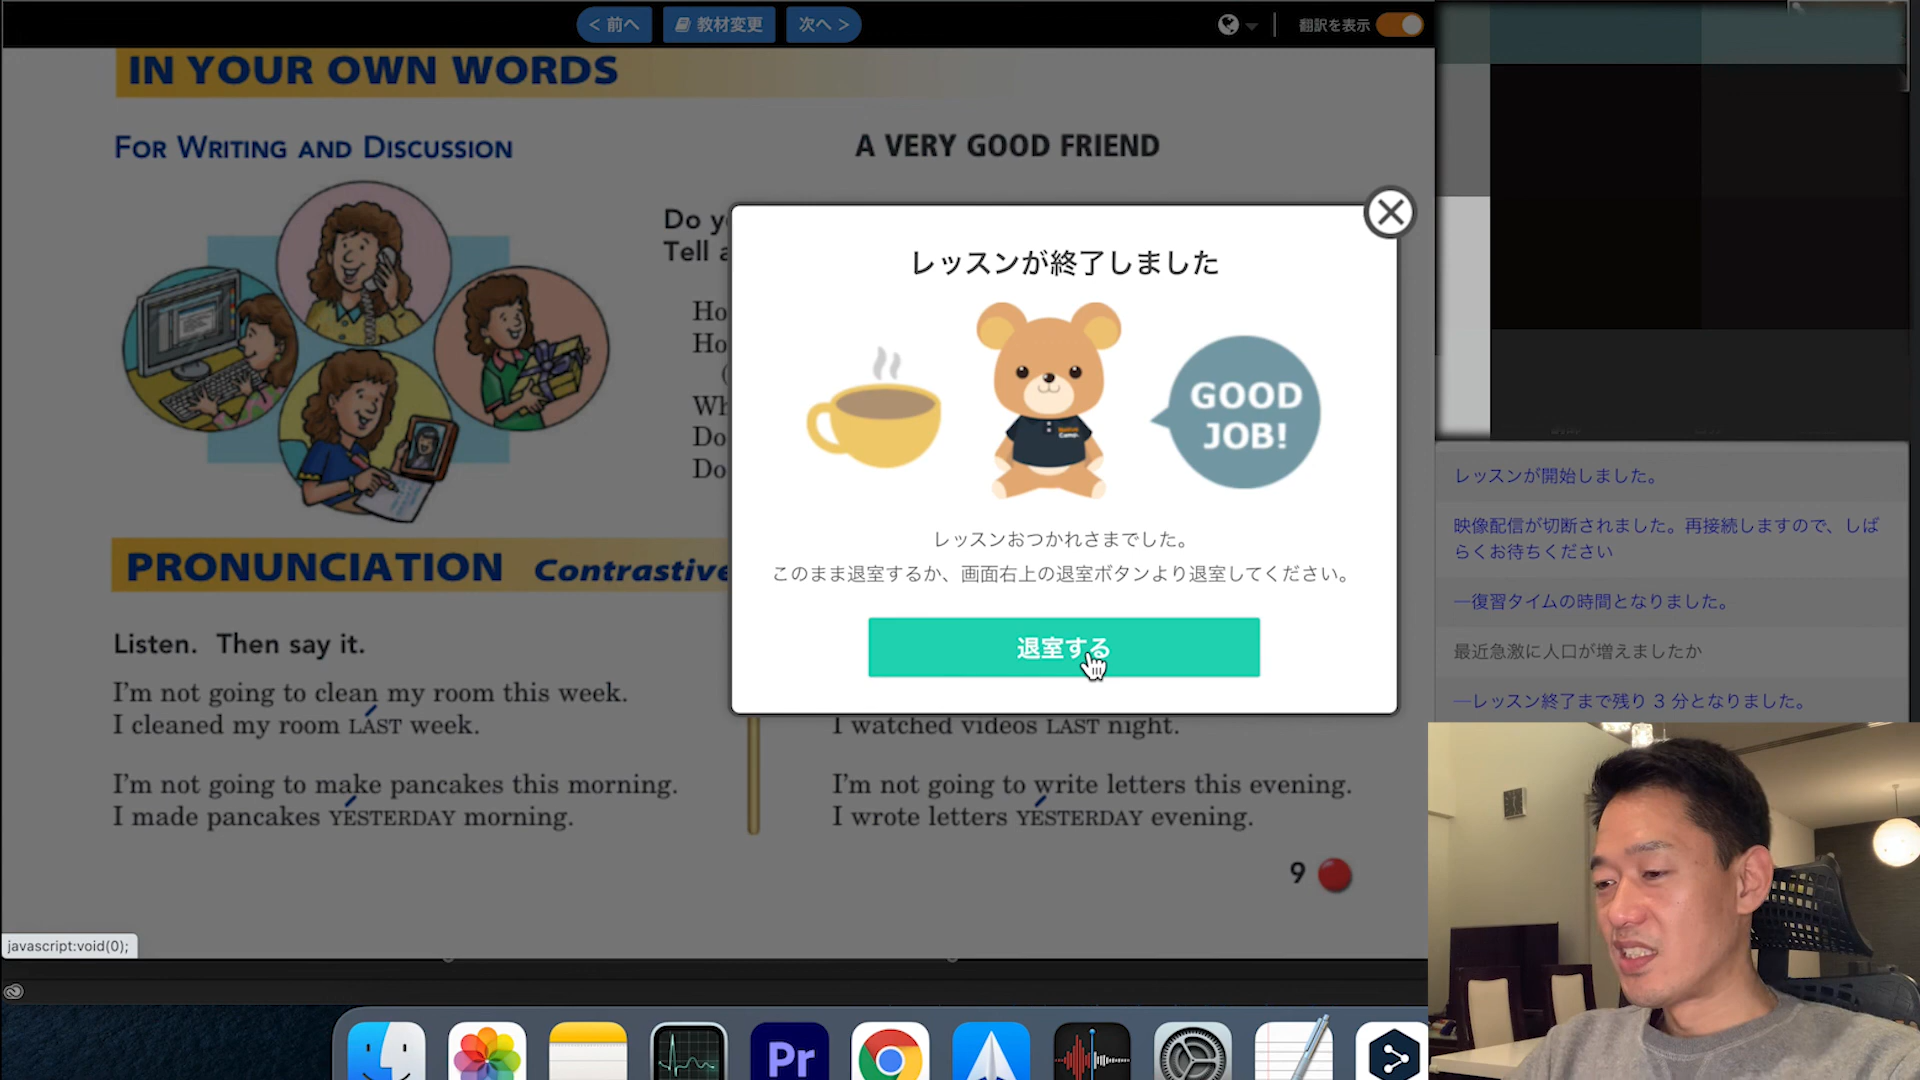 < 前へ
教材変更
次へ >
翻訳を表示
IN YOUR OWN WORDS
FOR WRITING AND DISCUSSION
A VERY GOOD FRIEND
Tell
Ho
Ho
Do
Do
レッスンが終了しました
GOOD
JOB!
Native
Camp.
レッスンおつかれさまでした。
このまま退室するか、画面右上の退室ボタンより退室してください。
退室する
PRONUNCIATION Contrastive
Listen. Then say it.
I'm not going to clean my room this week.
I cleaned my room LAST week.
I'm not going to make pancakes this morning.
I made pancakes YESTERDAY morning.
I watched videos LAST night.
I'm not going to write letters this evening.
I wrote letters YESTERDAY evening.
9
レッスンが開始しました。
映像配信が切断されました。再接続しますので、しば
らくお待ちください
―復習タイムの時間となりました。
最近急激に人口が増えましたか
―レッスン終了まで残り 3 分となりました。
javascript:void(0);
Pr